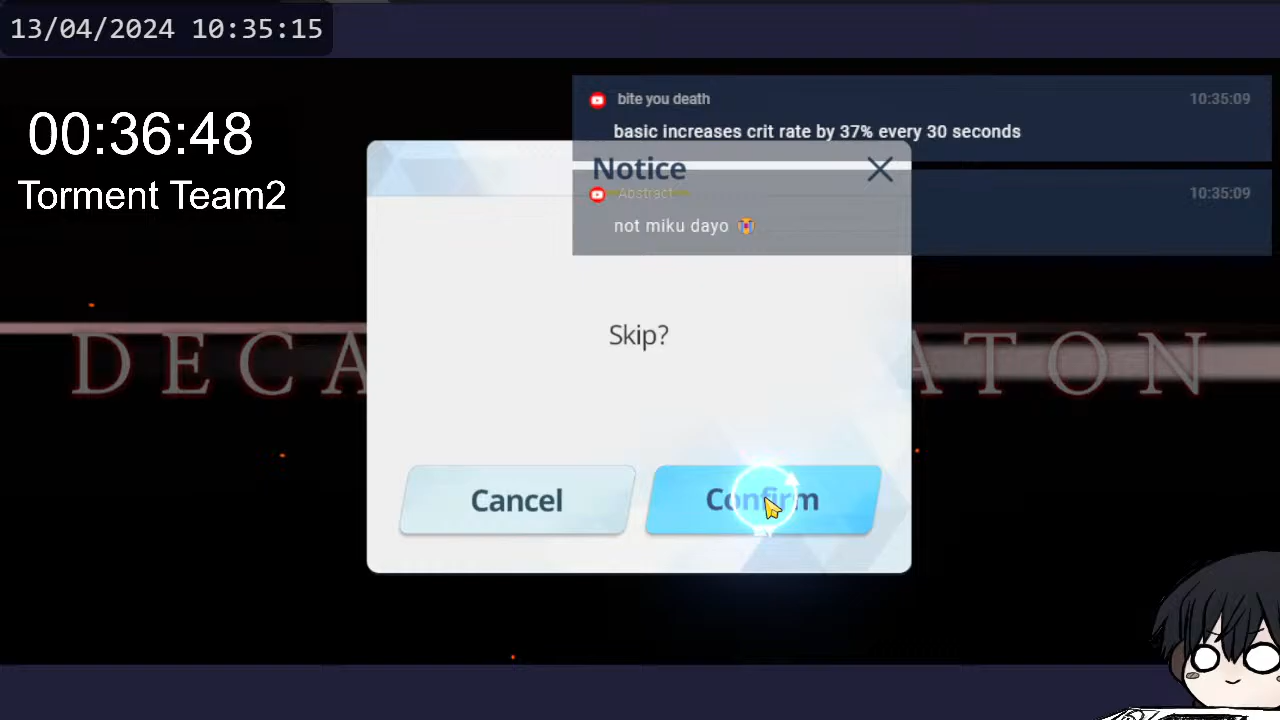 13/04/2024 10:35:15
00:36:48
Torment Team2
bite you death 10:35:09
basic increases crit rate by 37% every 30 seconds
Notice
Abstract 10:35:09
not miku dayo 😭
Skip?
DECA ATON
Cancel Confirm